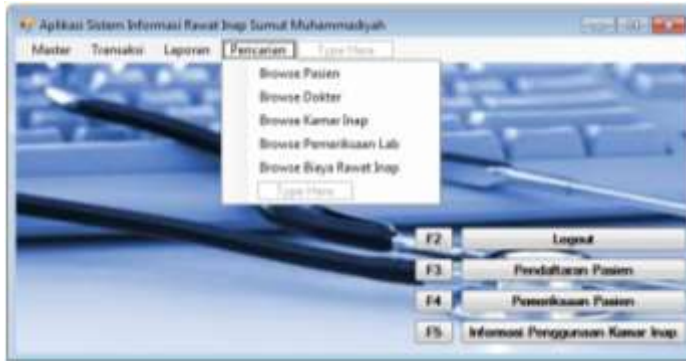 Aplikasi Sistem Informasi Rawat Inap Sumut Muhammadiyah
Master Transaksi Laporan Pencarian Type Here
Browse Pasien
Browse Dokter
Browse Kamar Inap
Browse Pemeriksaan Lab
Browse Biaya Rawat Inap
Type Here
F2 Logout
F3 Pendaftaran Pasien
F4 Pemeriksaan Pasien
F5 Informasi Penggunaan Kamar Inap